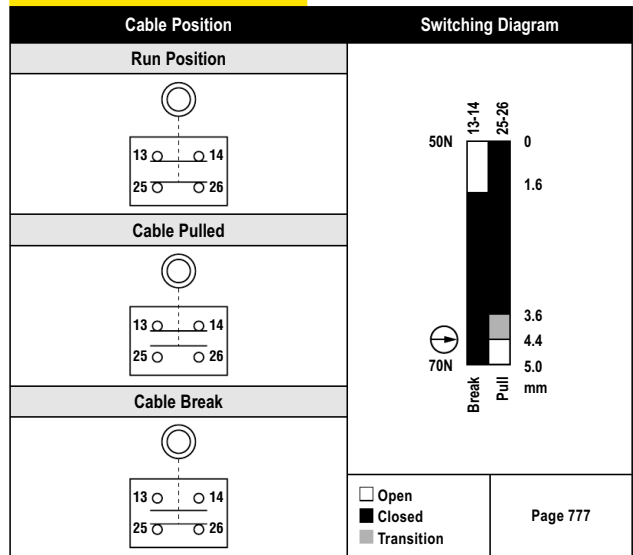 Cable Position
Switching Diagram
Run Position
13 14
25 26
Cable Pulled
13 14
25 26
Cable Break
13 14
25 26
13-14 25-26
50N 0
1.6
3.6
4.4
70N 5.0
Break Pull mm
Open
Closed
Transition
Page 777